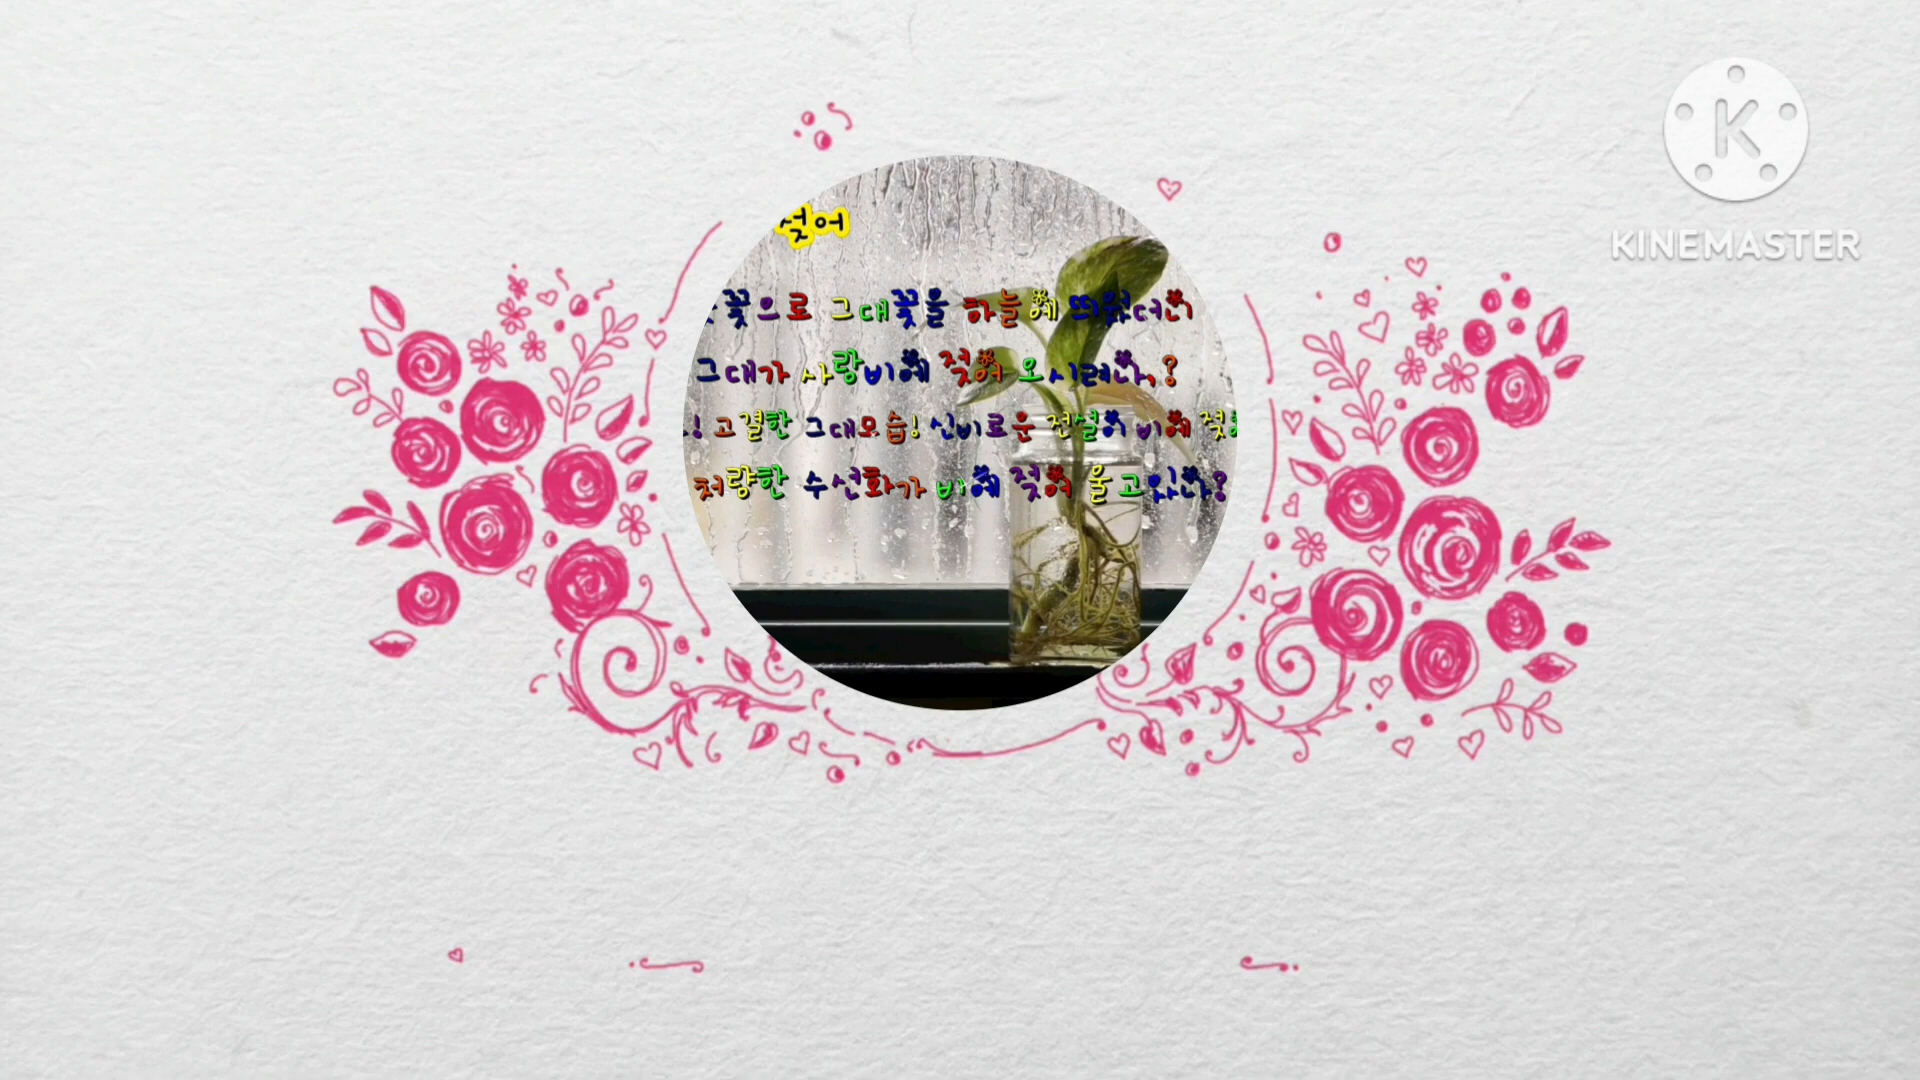 KINEMASTER
꽃으로 그대꽃을 하늘에 띄웠더니
그대가 사랑비에 젖어 오시려나,?
! 고결한 그대모습! 신비로운 전설이 비에
처량한 수선화가 비에 젖어 울고있나?